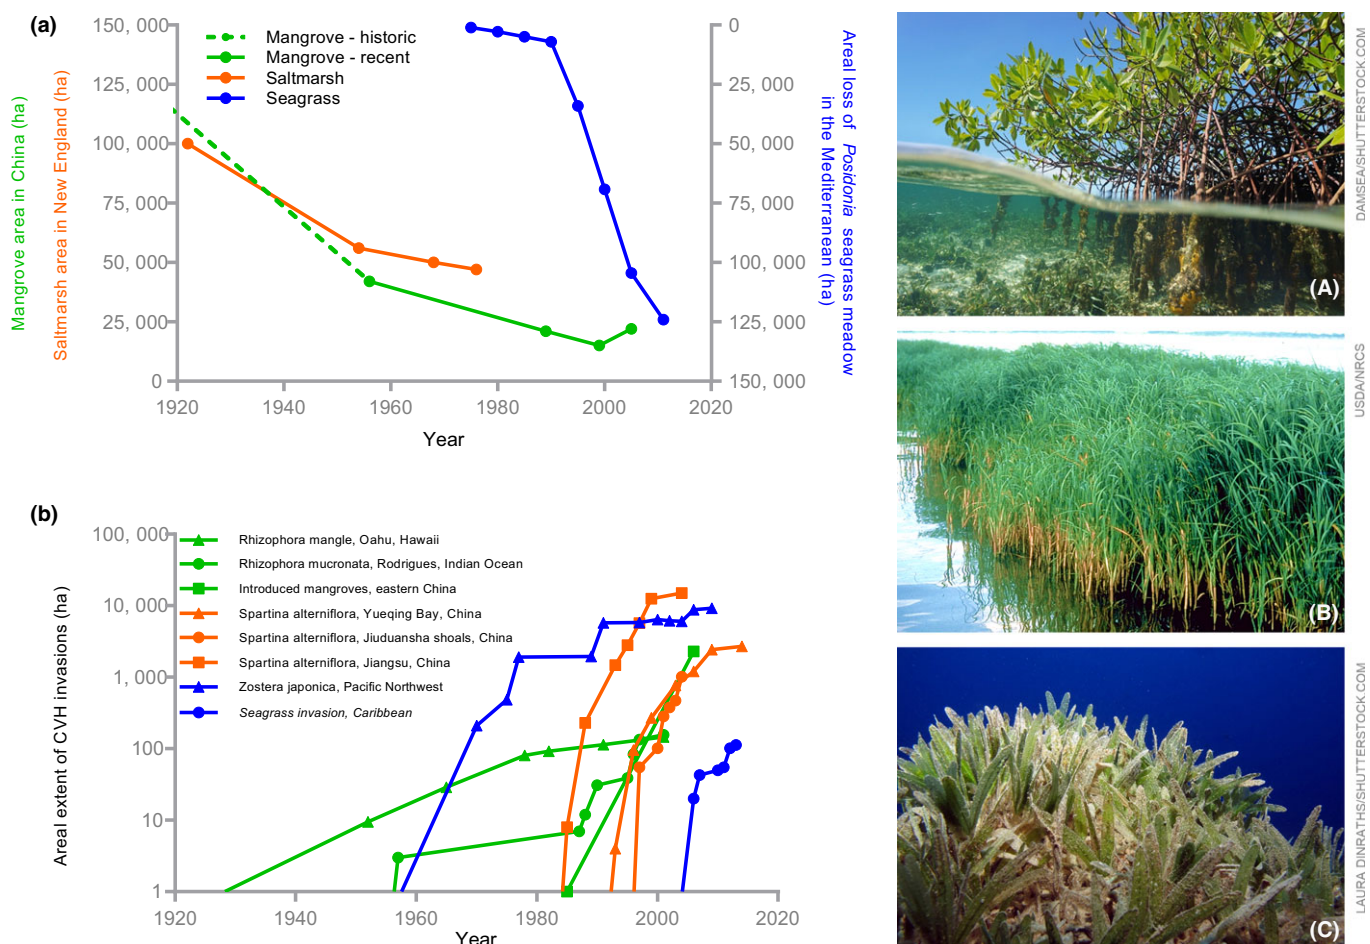 (a)
150, 000
125, 000
100, 000
75, 000
50, 000
25, 000
0
Mangrove area in China (ha)
Saltmarsh area in New England (ha)
Mangrove - historic
Mangrove - recent
Saltmarsh
Seagrass
0
25, 000
50, 000
75, 000
100, 000
125, 000
150, 000
Areal loss of Posidonia seagrass meadow
in the Mediterranean (ha)
1920 1940 1960 1980 2000 2020
Year
(b)
100, 000
10, 000
1, 000
100
10
1
Areal extent of CVH invasions (ha)
Rhizophora mangle, Oahu, Hawaii
Rhizophora mucronata, Rodrigues, Indian Ocean
Introduced mangroves, eastern China
Spartina alterniflora, Yueqing Bay, China
Spartina alterniflora, Jiuduansha shoals, China
Spartina alterniflora, Jiangsu, China
Zostera japonica, Pacific Northwest
Seagrass invasion, Caribbean
1920 1940 1960 1980 2000 2020
Year
(A)
DAMSEA/SHUTTERSTOCK.COM
(B)
USDA/NRCS
(C)
LAURA DINRATHS/SHUTTERSTOCK.COM